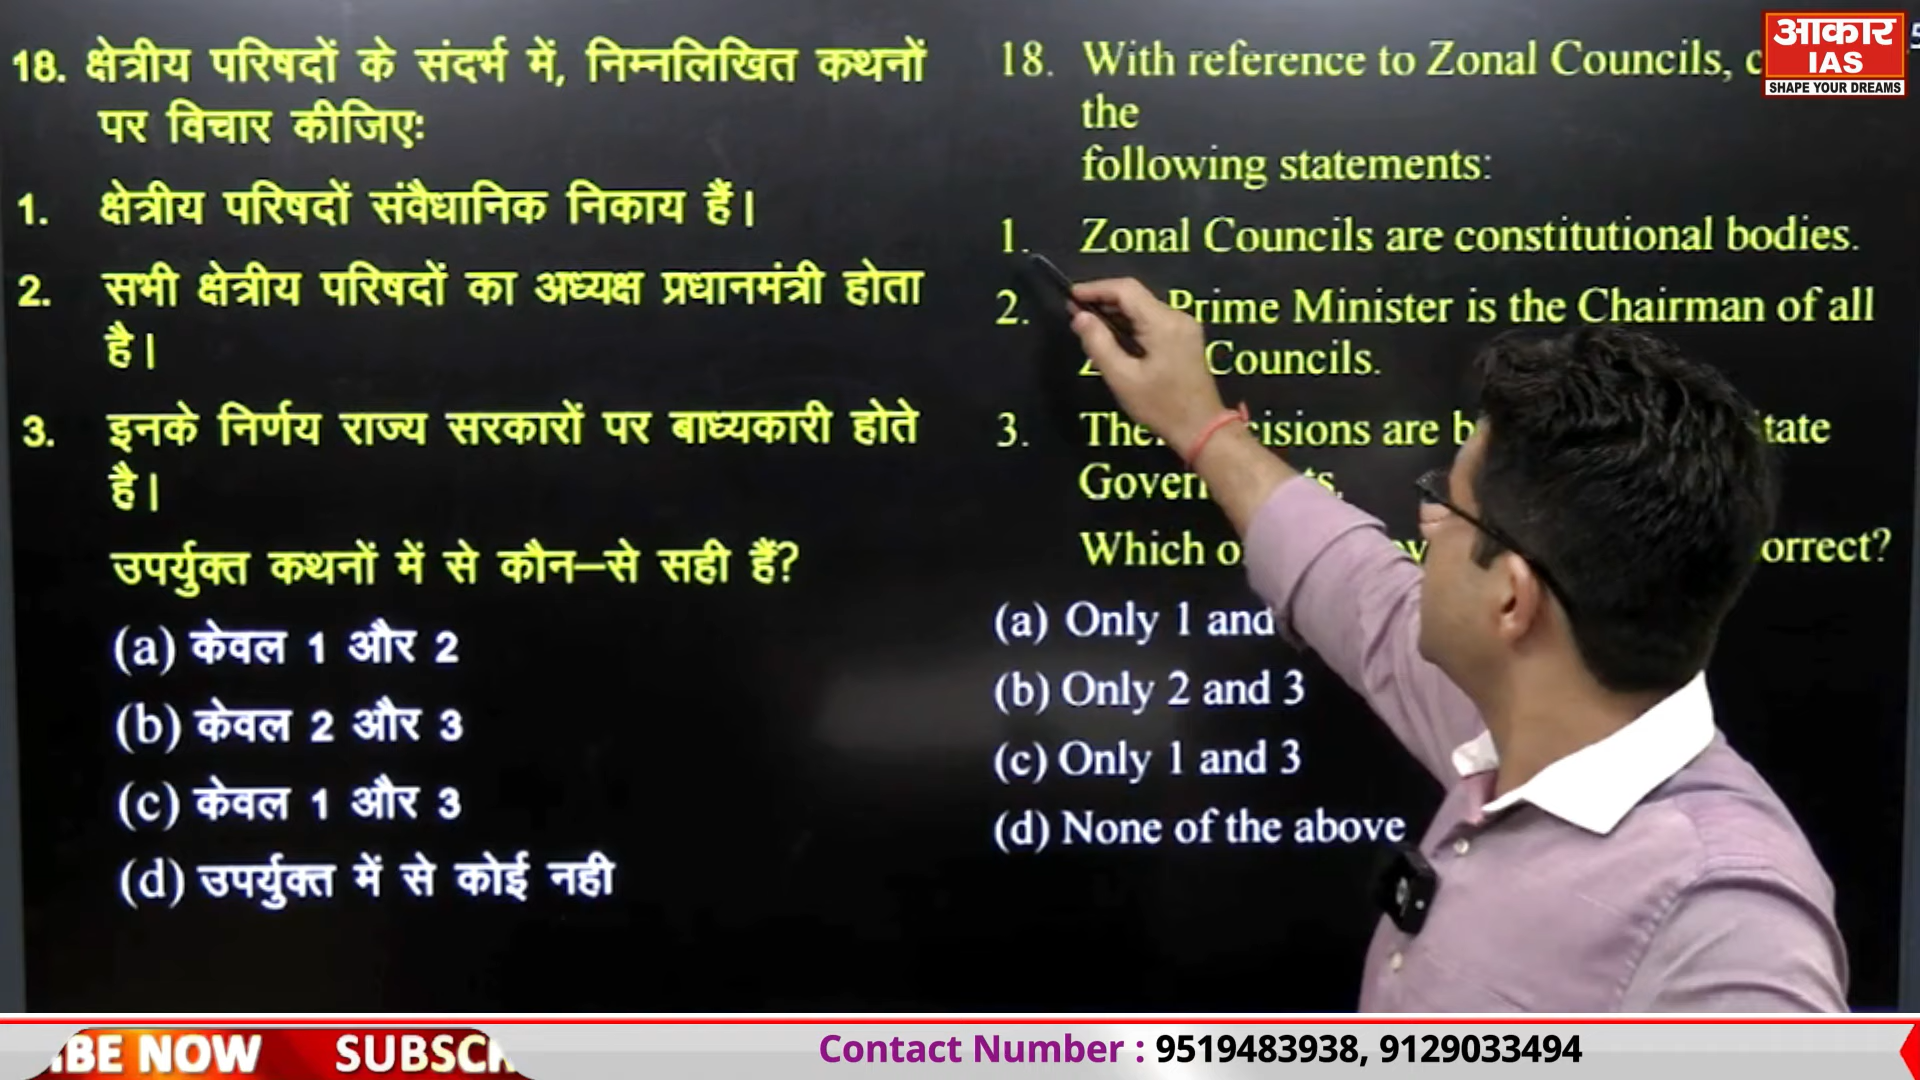 18. क्षेत्रीय परिषदों के संदर्भ में, निम्नलिखित कथनों
पर विचार कीजिएः
1. क्षेत्रीय परिषदों संवैधानिक निकाय हैं।
2. सभी क्षेत्रीय परिषदों का अध्यक्ष प्रधानमंत्री होता
है।
3. इनके निर्णय राज्य सरकारों पर बाध्यकारी होते
है।
उपर्युक्त कथनों में से कौन–से सही हैं?
(a) केवल 1 और 2
(b) केवल 2 और 3
(c) केवल 1 और 3
(d) उपर्युक्त में से कोई नही
18. With reference to Zonal Councils,
the
following statements:
1. Zonal Councils are constitutional bodies.
2. Prime Minister is the Chairman of all
Councils.
3. are
Which
(a) Only 1 and
(b) Only 2 and 3
(c) Only 1 and 3
(d) None of the above
आकार
IAS
SHAPE YOUR DREAMS
BE NOW SUBSC
Contact Number : 9519483938, 9129033494